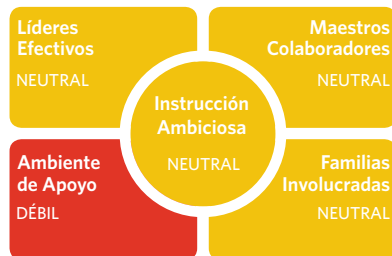 Líderes
Efectivos
NEUTRAL
Maestros
Colaboradores
NEUTRAL
Instrucción
Ambiciosa
NEUTRAL
Ambiente
de Apoyo
DÉBIL
Familias
Involucradas
NEUTRAL